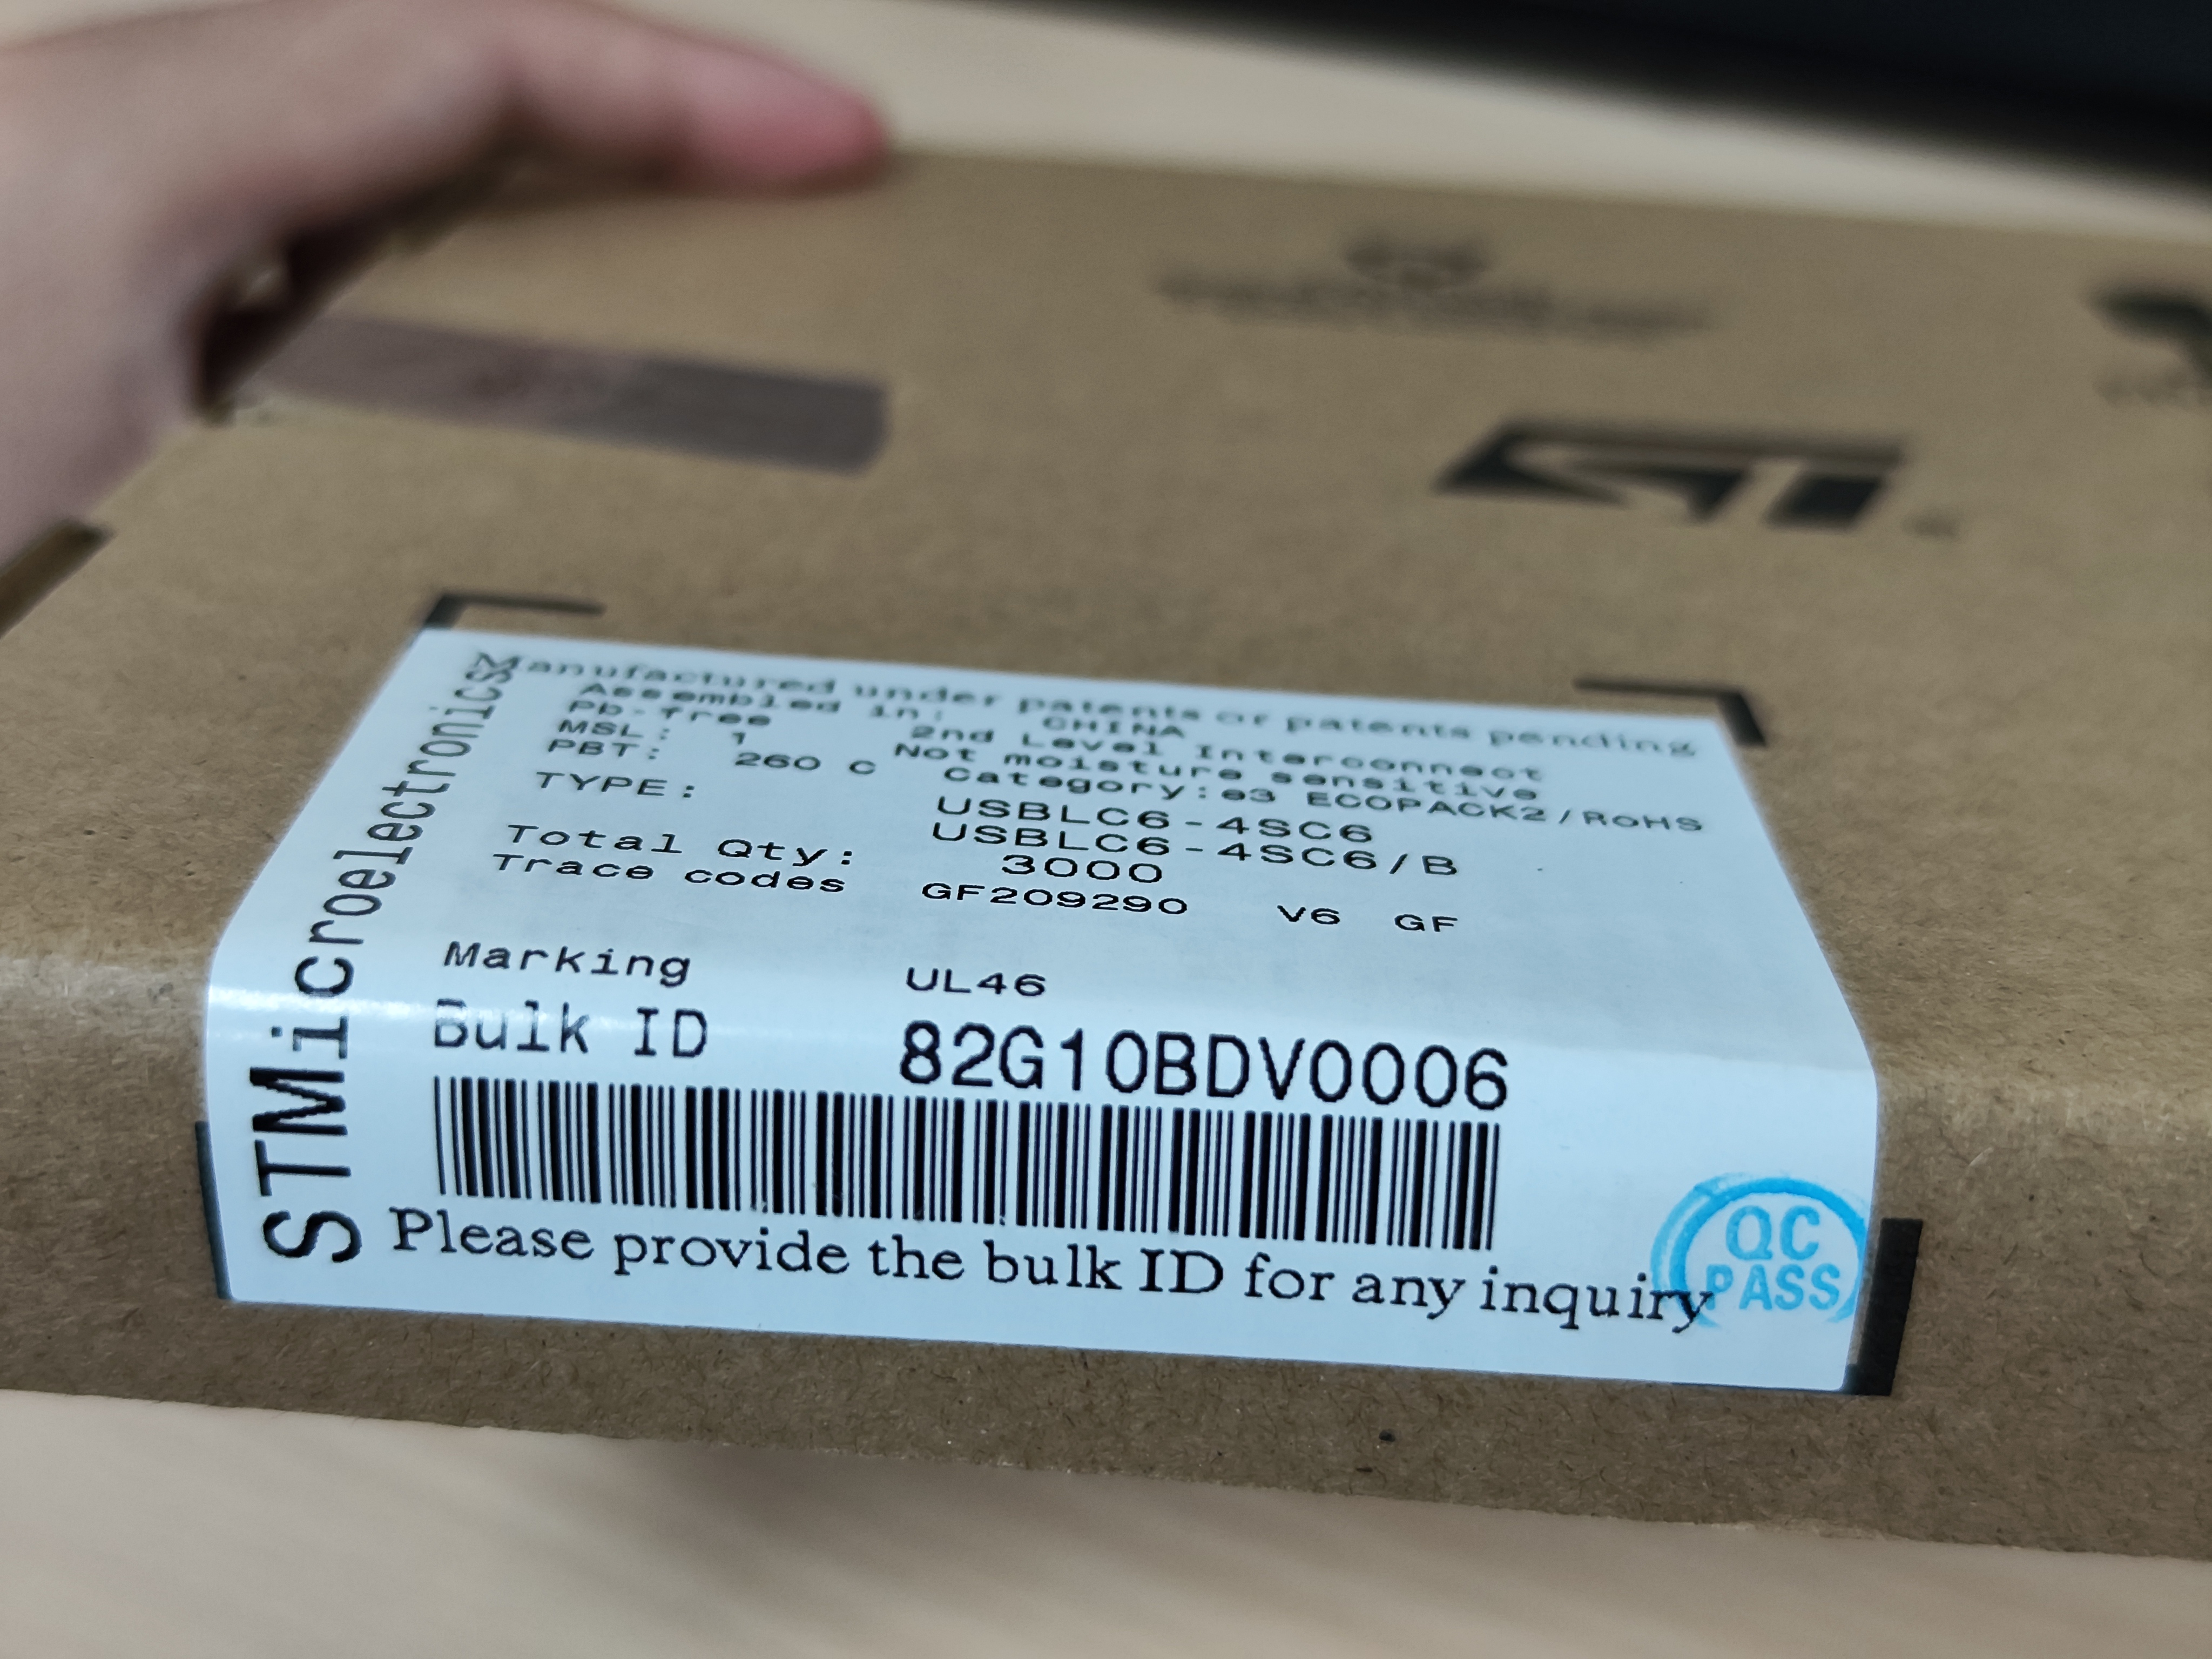 ST
STMicroelectronics
Manufactured under patents or patents pending
Assembled in: CHINA
Pb-free 2nd Level Interconnect
MSL: 1 Not moisture sensitive
PBT: 260 C Category:e3 ECOPACK2/ROHS
TYPE: USBLC6-4SC6
USBLC6-4SC6/B
Total Qty: 3000
Trace codes GF209290 V6 GF
Marking UL46
Bulk ID 82G10BDV0006
Please provide the bulk ID for any inquiry
QC
PASS